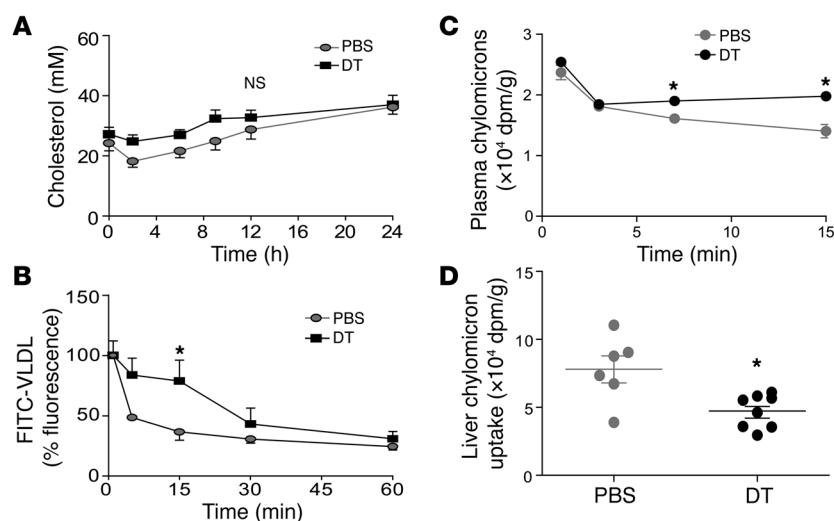 A
Cholesterol (mM)
60
40
20
0
PBS
DT
NS
0 4 8 12 16 20 24
Time (h)
B
FITC-VLDL
(% fluorescence)
150
100
50
0
PBS
DT
*
0 15 30 45 60
Time (min)
C
Plasma chylomicrons
(×10⁴ dpm/g)
3
2
1
0
PBS
DT
* *
0 5 10 15
Time (min)
D
Liver chylomicron
uptake (×10⁴ dpm/g)
15
10
5
0
*
PBS DT